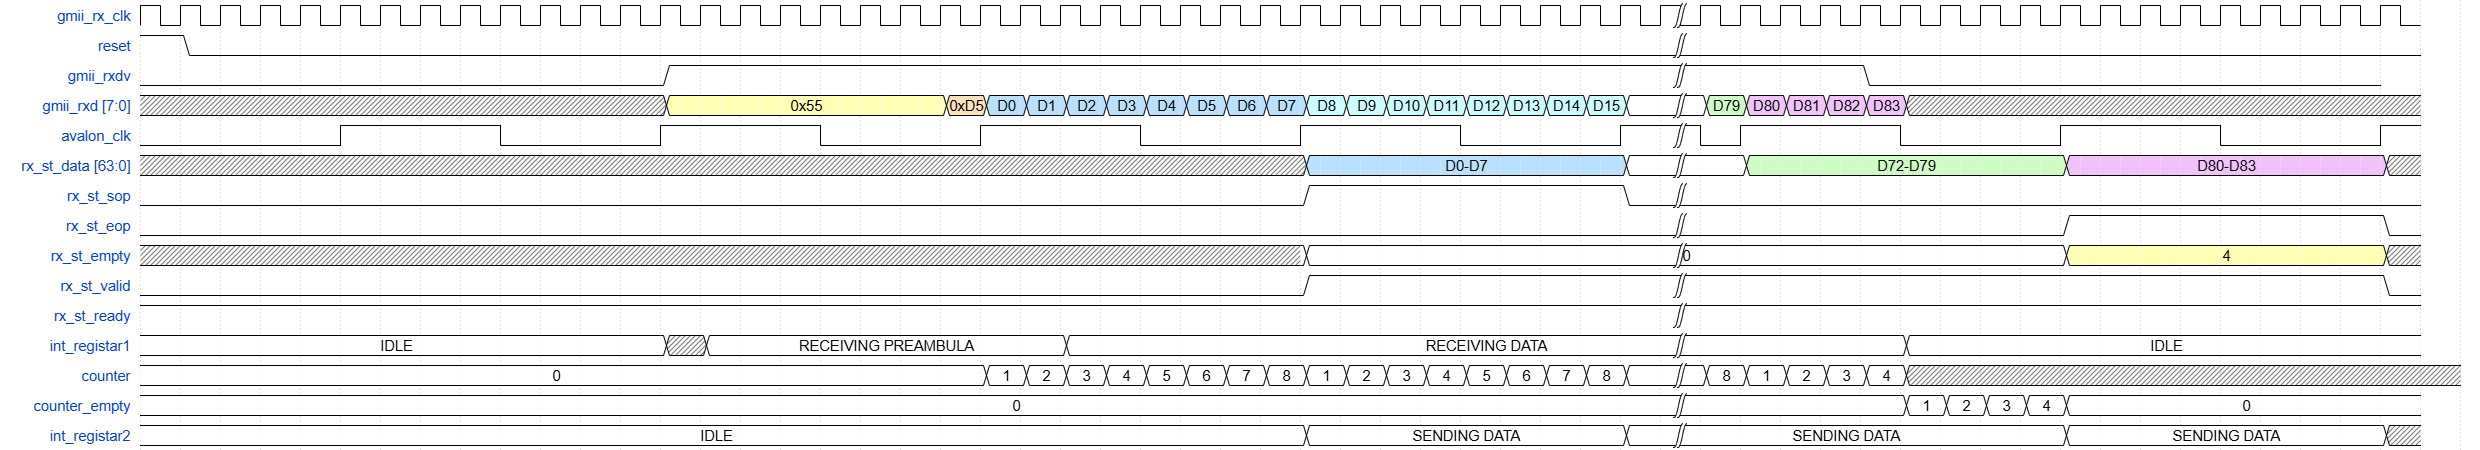 gmii_rx_clk
reset
gmii_rxdv
gmii_rxd [7:0] 0x55 0xD5 D0 D1 D2 D3 D4 D5 D6 D7 D8 D9 D10 D11 D12 D13 D14 D15 D79 D80 D81 D82 D83
avalon_clk
rx_st_data [63:0] D0-D7 D72-D79 D80-D83
rx_st_sop
rx_st_eop
rx_st_empty 0 4
rx_st_valid
rx_st_ready
int_registar1 IDLE RECEIVING PREAMBULA RECEIVING DATA IDLE
counter 0 1 2 3 4 5 6 7 8 1 2 3 4 5 6 7 8 8 1 2 3 4
counter_empty 0 1 2 3 4 0
int_registar2 IDLE SENDING DATA SENDING DATA SENDING DATA